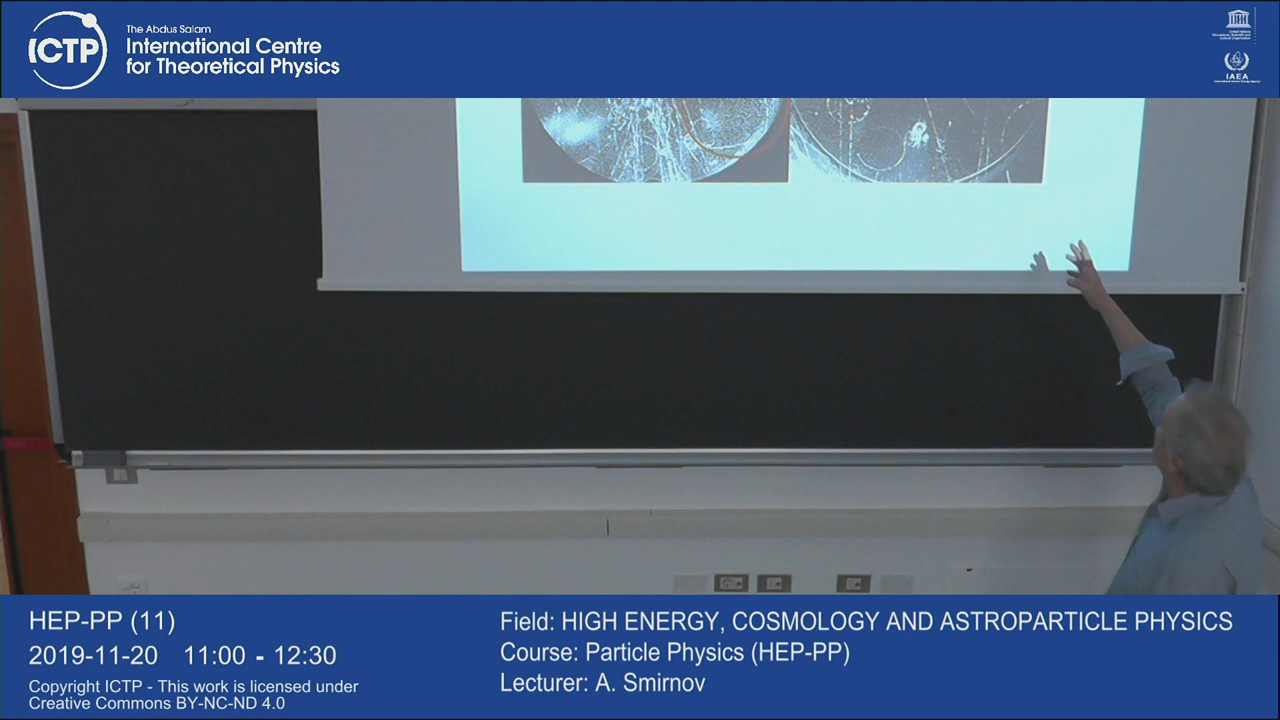 ICTP
The Abdus Salam
International Centre
for Theoretical Physics
IAEA
HEP-PP (11)
2019-11-20 11:00 - 12:30
Copyright ICTP - This work is licensed under
Creative Commons BY-NC-ND 4.0
Field: HIGH ENERGY, COSMOLOGY AND ASTROPARTICLE PHYSICS
Course: Particle Physics (HEP-PP)
Lecturer: A. Smirnov